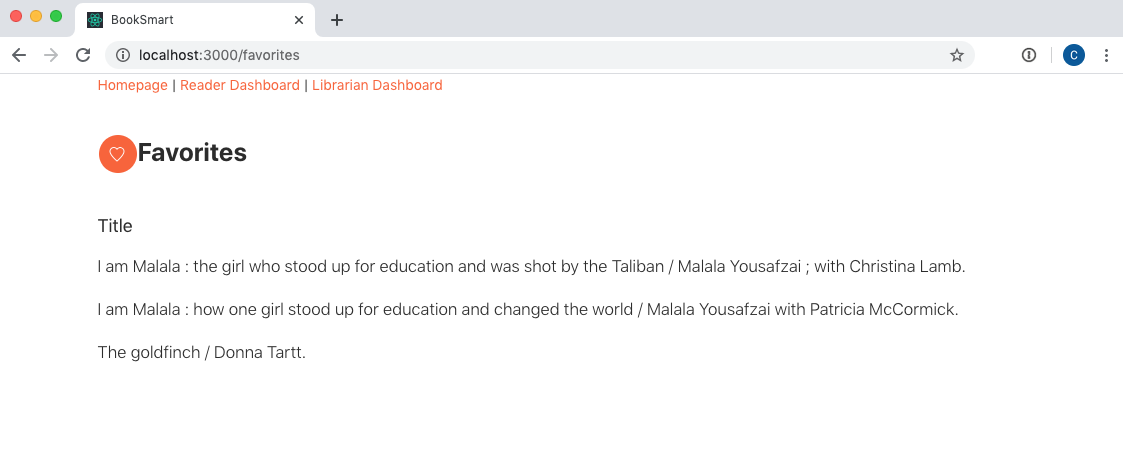 BookSmart
localhost:3000/favorites
C
Homepage | Reader Dashboard | Librarian Dashboard
Favorites
Title
I am Malala : the girl who stood up for education and was shot by the Taliban / Malala Yousafzai ; with Christina Lamb.
I am Malala : how one girl stood up for education and changed the world / Malala Yousafzai with Patricia McCormick.
The goldfinch / Donna Tartt.